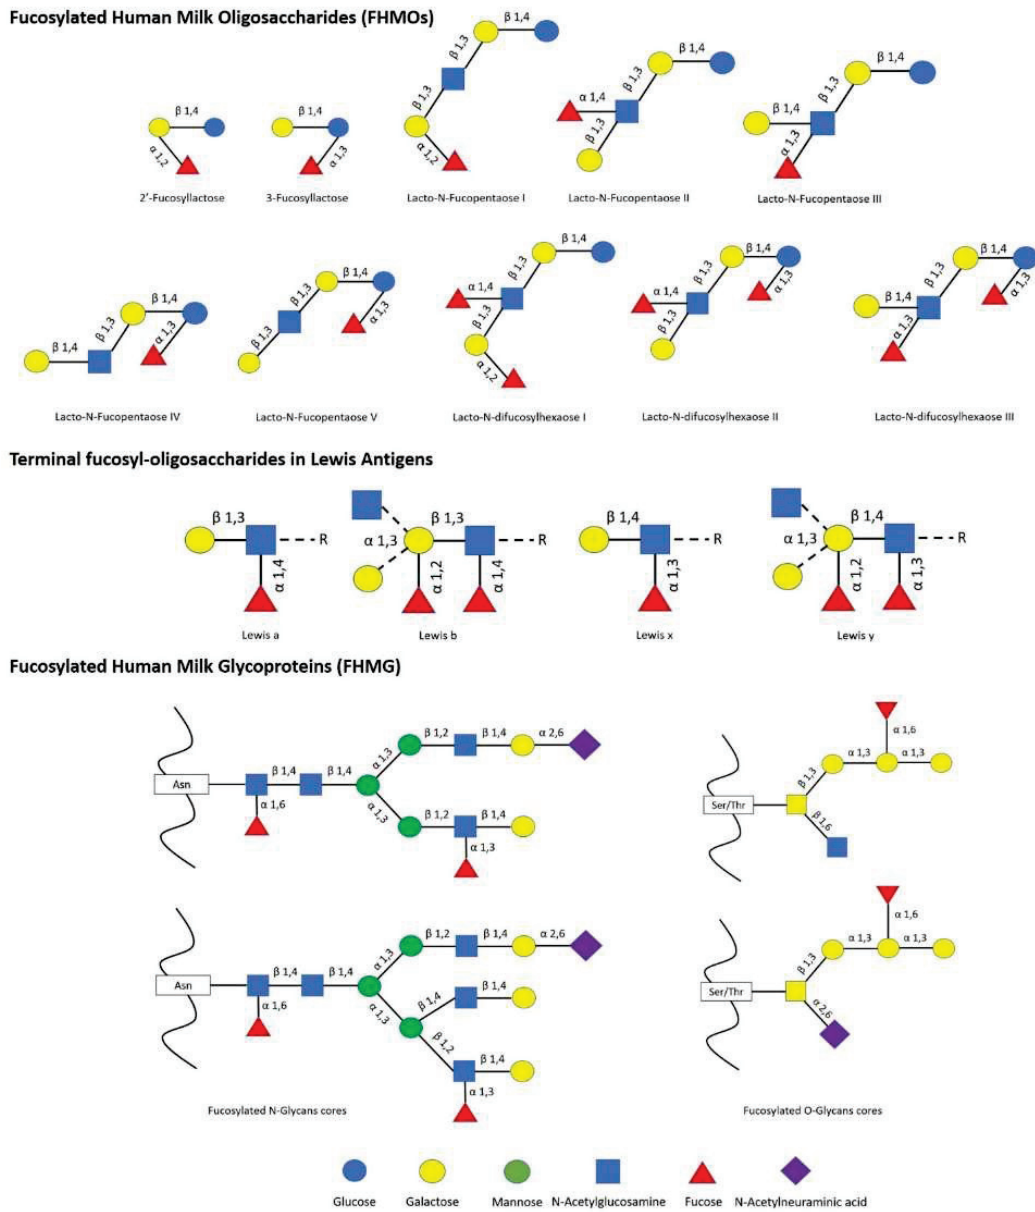 Fucosylated Human Milk Oligosaccharides (FHMOs)
β 1,4
α 1,2
2'-Fucosyllactose
β 1,4
α 1,3
3-Fucosyllactose
β 1,4
β 1,3
β 1,3
α 1,2
Lacto-N-Fucopentaose I
β 1,4
β 1,3
α 1,4
β 1,3
Lacto-N-Fucopentaose II
β 1,4
β 1,3
β 1,4
α 1,3
Lacto-N-Fucopentaose III
β 1,4
α 1,3
β 1,3
β 1,4
Lacto-N-Fucopentaose IV
β 1,4
α 1,3
β 1,3
β 1,3
Lacto-N-Fucopentaose V
β 1,4
β 1,3
α 1,4
β 1,3
α 1,2
Lacto-N-difucosylhexaose I
β 1,4
α 1,3
β 1,3
α 1,4
β 1,3
Lacto-N-difucosylhexaose II
β 1,4
α 1,3
β 1,3
β 1,4
α 1,3
Lacto-N-difucosylhexaose III
Terminal fucosyl-oligosaccharides in Lewis Antigens
β 1,3
R
α 1,4
Lewis a
β 1,3
α 1,3
R
α 1,2
α 1,4
Lewis b
β 1,4
R
α 1,3
Lewis x
β 1,4
α 1,3
R
α 1,2
α 1,3
Lewis y
Fucosylated Human Milk Glycoproteins (FHMG)
Asn
β 1,4
β 1,4
α 1,6
α 1,3
β 1,2
β 1,4
α 2,6
α 1,3
β 1,2
β 1,4
α 1,3
Ser/Thr
β 1,3
α 1,3
α 1,6
α 1,3
β 1,6
Asn
β 1,4
β 1,4
α 1,6
α 1,3
β 1,2
β 1,4
α 2,6
α 1,3
β 1,4
β 1,4
β 1,2
β 1,4
α 1,3
Fucosylated N-Glycans cores
Ser/Thr
β 1,3
α 1,3
α 1,6
α 1,3
α 2,6
Fucosylated O-Glycans cores
Glucose
Galactose
Mannose
N-Acetylglucosamine
Fucose
N-Acetylneuraminic acid